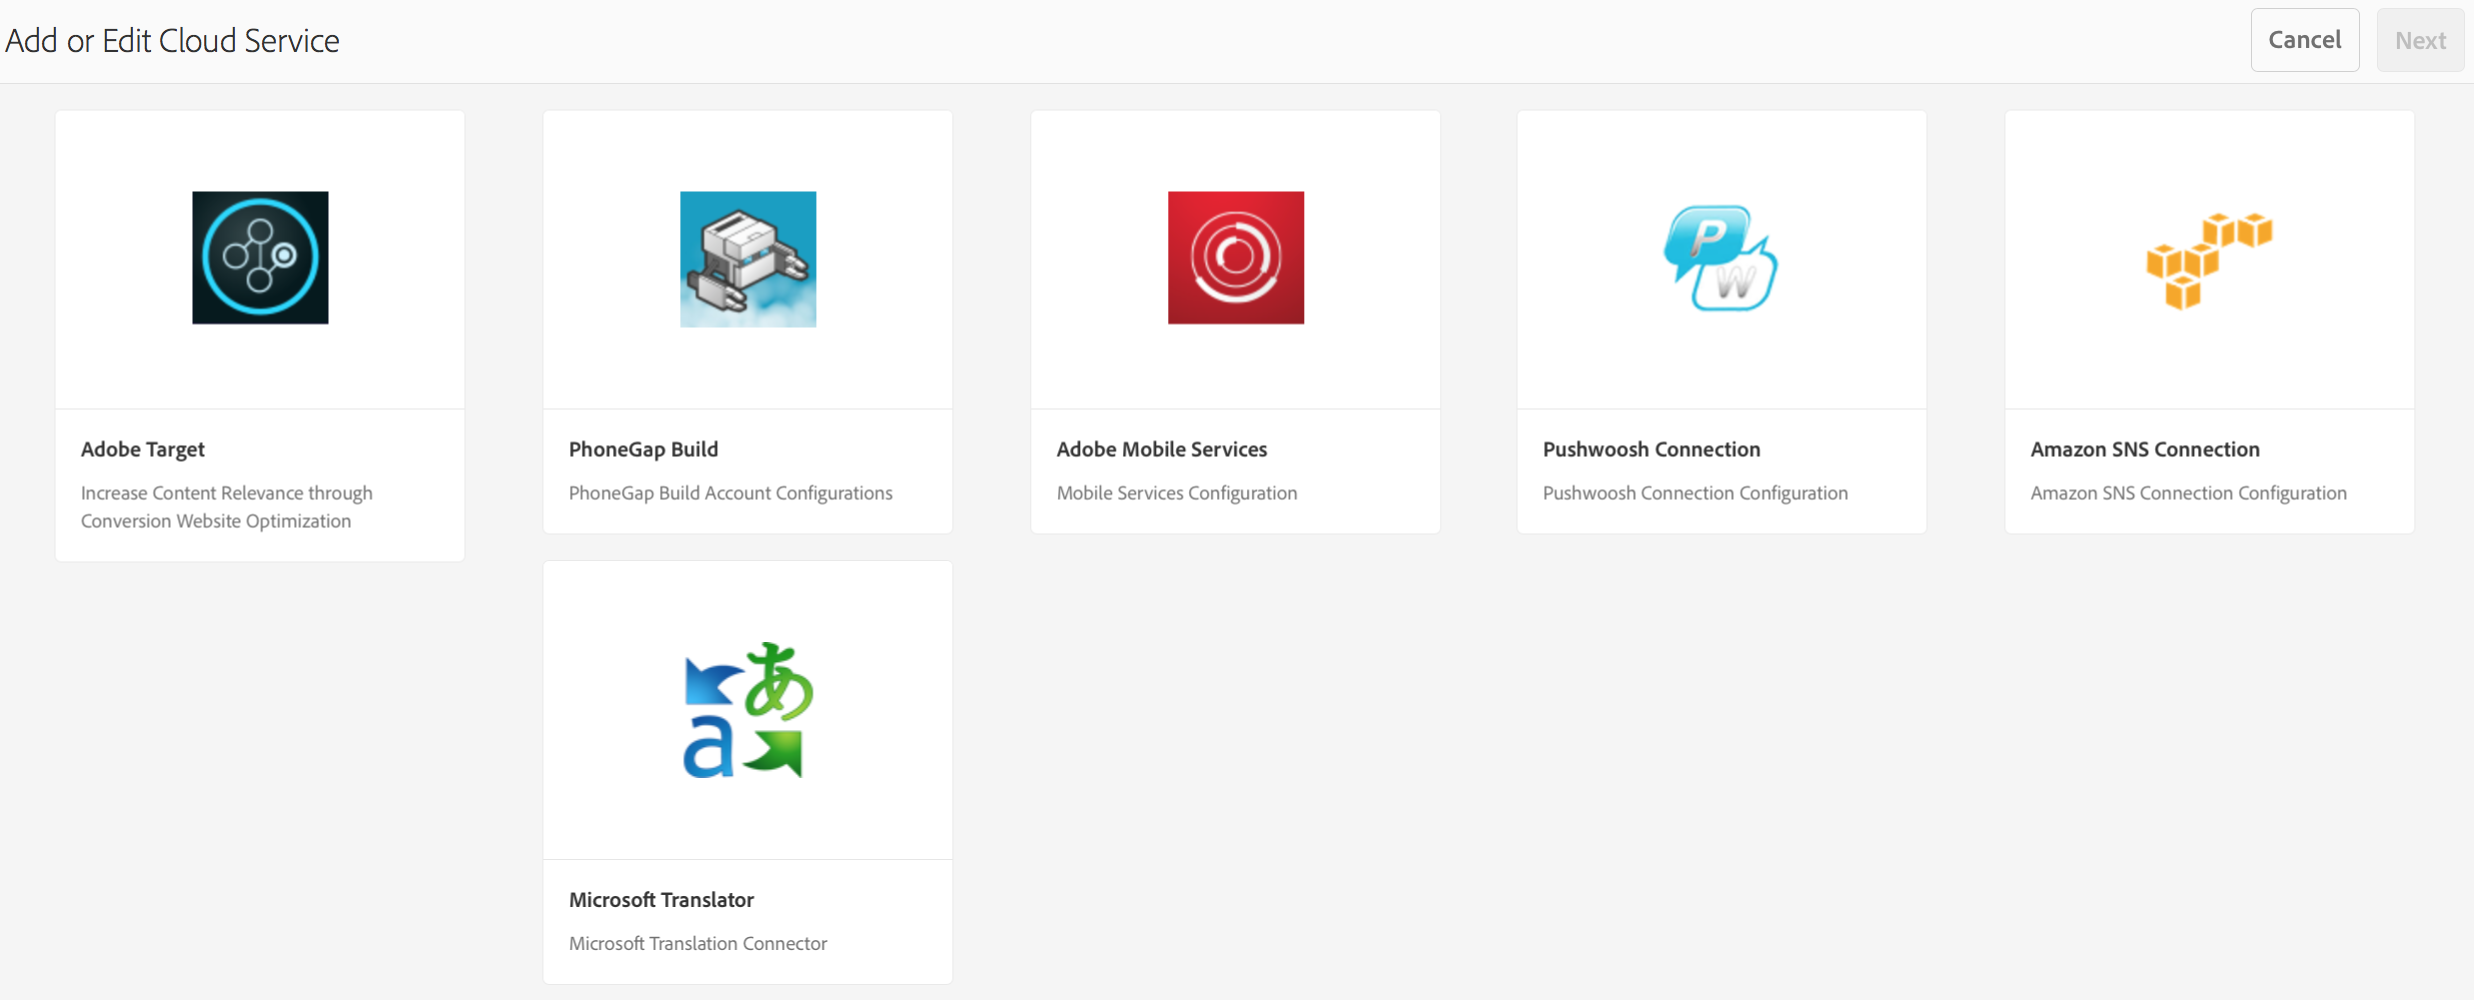 Add or Edit Cloud Service
Cancel
Next
P
W
Adobe Target
Increase Content Relevance through
Conversion Website Optimization
PhoneGap Build
PhoneGap Build Account Configurations
Adobe Mobile Services
Mobile Services Configuration
Pushwoosh Connection
Pushwoosh Connection Configuration
Amazon SNS Connection
Amazon SNS Connection Configuration
あ
a
Microsoft Translator
Microsoft Translation Connector